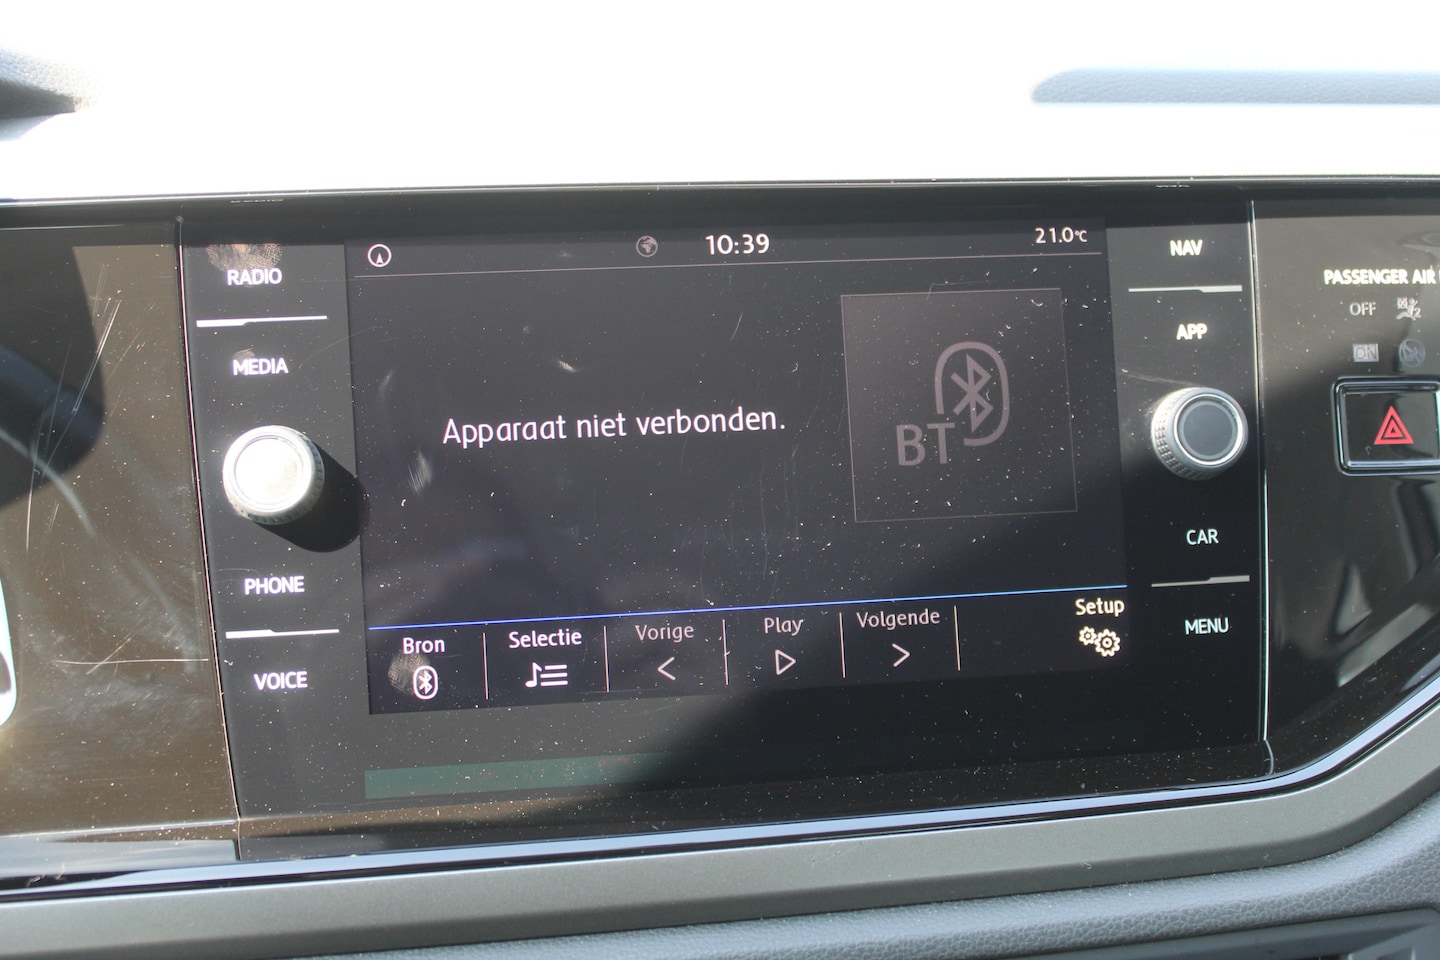 RADIO
MEDIA
PHONE
VOICE
10:39
21.0°C
Apparaat niet verbonden.
BT
Bron
Selectie
Vorige
Play
Volgende
Setup
NAV
APP
CAR
MENU
PASSENGER AIR
OFF
ON